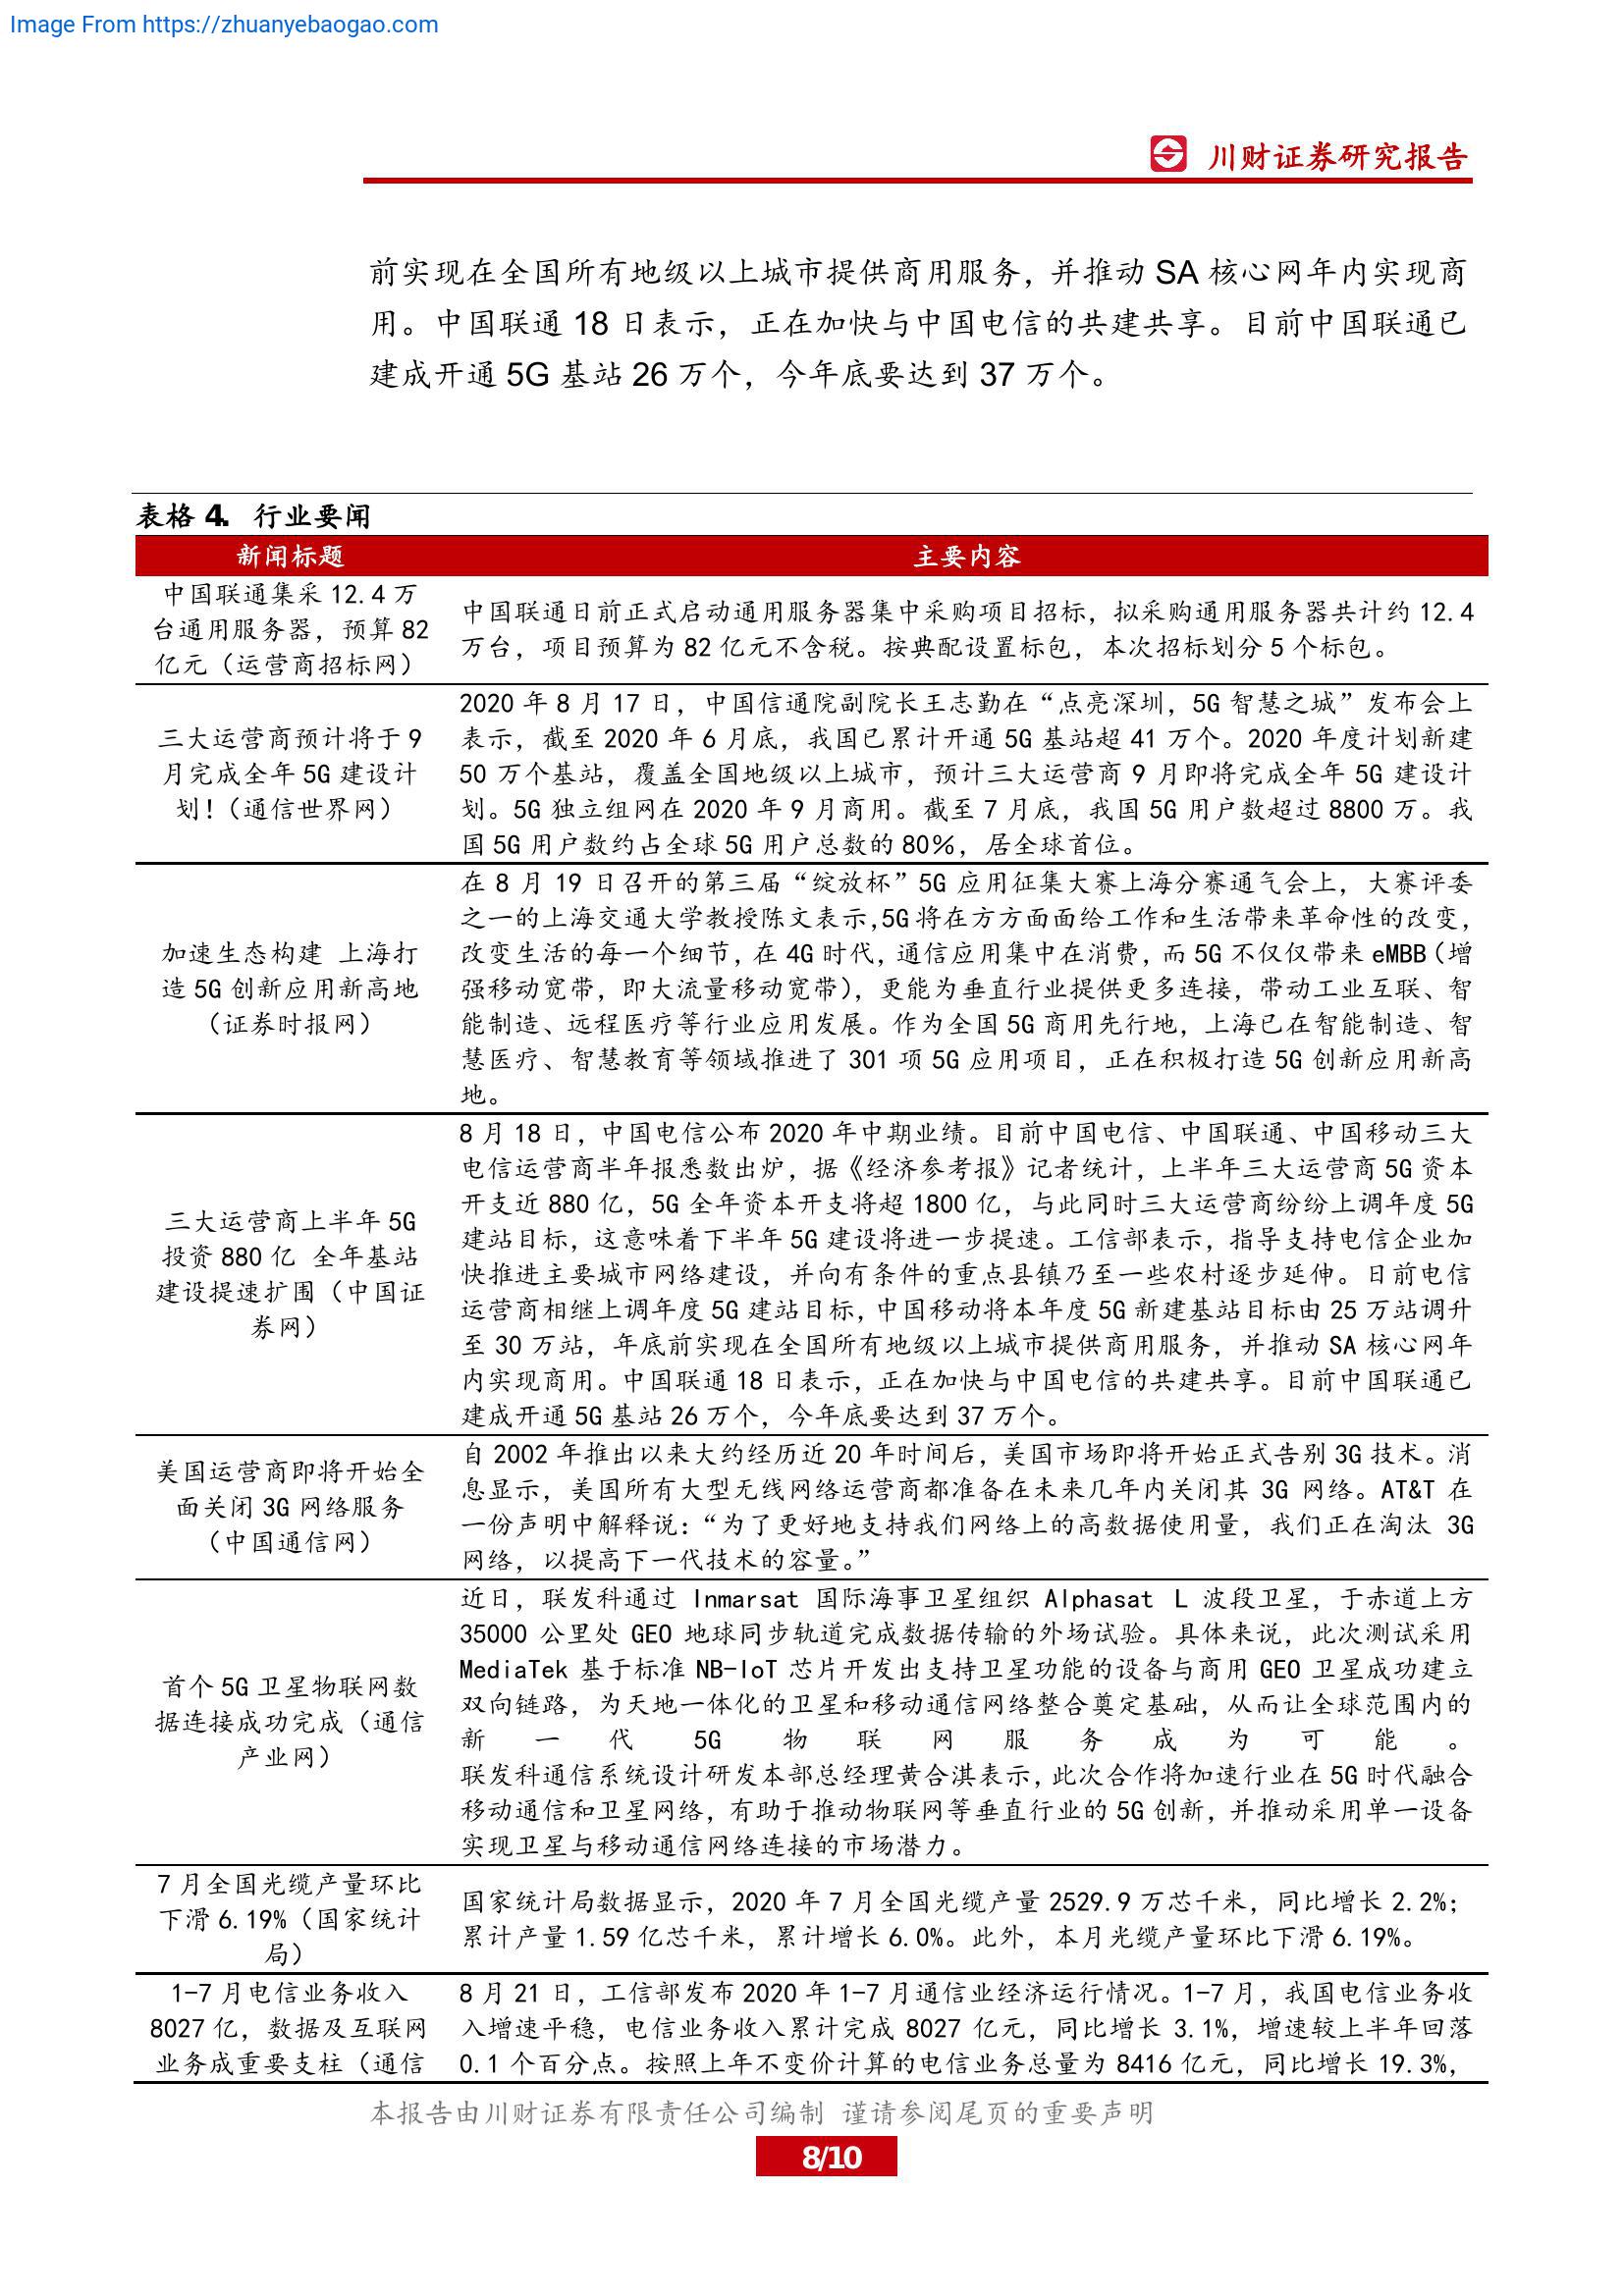 Image From https://zhuanyebaogao.com
川财证券研究报告
前实现在全国所有地级以上城市提供商用服务，并推动 SA 核心网年内实现商
用。中国联通 18 日表示，正在加快与中国电信的共建共享。目前中国联通已
建成开通 5G 基站 26 万个，今年底要达到 37 万个。
表格 4. 行业要闻
新闻标题 主要内容
中国联通集采 12.4 万
台通用服务器，预算 82
亿元（运营商招标网）
中国联通日前正式启动通用服务器集中采购项目招标，拟采购通用服务器共计约 12.4
万台，项目预算为 82 亿元不含税。按典配设置标包，本次招标划分 5 个标包。
三大运营商预计将于 9
月完成全年 5G 建设计
划！（通信世界网）
2020 年 8 月 17 日，中国信通院副院长王志勤在“点亮深圳，5G 智慧之城”发布会上
表示，截至 2020 年 6 月底，我国已累计开通 5G 基站超 41 万个。2020 年度计划新建
50 万个基站，覆盖全国地级以上城市，预计三大运营商 9 月即将完成全年 5G 建设计
划。5G 独立组网在 2020 年 9 月商用。截至 7 月底，我国 5G 用户数超过 8800 万。我
国 5G 用户数约占全球 5G 用户总数的 80%，居全球首位。
加速生态构建 上海打
造 5G 创新应用新高地
（证券时报网）
在 8 月 19 日召开的第三届“绽放杯”5G 应用征集大赛上海分赛通气会上，大赛评委
之一的上海交通大学教授陈文表示,5G 将在方方面面给工作和生活带来革命性的改变，
改变生活的每一个细节，在 4G 时代，通信应用集中在消费，而 5G 不仅仅带来 eMBB（增
强移动宽带，即大流量移动宽带），更能为垂直行业提供更多连接，带动工业互联、智
能制造、远程医疗等行业应用发展。作为全国 5G 商用先行地，上海已在智能制造、智
慧医疗、智慧教育等领域推进了 301 项 5G 应用项目，正在积极打造 5G 创新应用新高
地。
三大运营商上半年 5G
投资 880 亿 全年基站
建设提速扩围（中国证
券网）
8 月 18 日，中国电信公布 2020 年中期业绩。目前中国电信、中国联通、中国移动三大
电信运营商半年报悉数出炉，据《经济参考报》记者统计，上半年三大运营商 5G 资本
开支近 880 亿，5G 全年资本开支将超 1800 亿，与此同时三大运营商纷纷上调年度 5G
建站目标，这意味着下半年 5G 建设将进一步提速。工信部表示，指导支持电信企业加
快推进主要城市网络建设，并向有条件的重点县镇乃至一些农村逐步延伸。日前电信
运营商相继上调年度 5G 建站目标，中国移动将本年度 5G 新建基站目标由 25 万站调升
至 30 万站，年底前实现在全国所有地级以上城市提供商用服务，并推动 SA 核心网年
内实现商用。中国联通 18 日表示，正在加快与中国电信的共建共享。目前中国联通已
建成开通 5G 基站 26 万个，今年底要达到 37 万个。
美国运营商即将开始全
面关闭 3G 网络服务
（中国通信网）
自 2002 年推出以来大约经历近 20 年时间后，美国市场即将开始正式告别 3G 技术。消
息显示，美国所有大型无线网络运营商都准备在未来几年内关闭其 3G 网络。AT&T 在
一份声明中解释说：“为了更好地支持我们网络上的高数据使用量，我们正在淘汰 3G
网络，以提高下一代技术的容量。”
首个 5G 卫星物联网数
据连接成功完成（通信
产业网）
近日，联发科通过 Inmarsat 国际海事卫星组织 Alphasat L 波段卫星，于赤道上方
35000 公里处 GEO 地球同步轨道完成数据传输的外场试验。具体来说，此次测试采用
MediaTek 基于标准 NB-IoT 芯片开发出支持卫星功能的设备与商用 GEO 卫星成功建立
双向链路，为天地一体化的卫星和移动通信网络整合奠定基础，从而让全球范围内的
新一代 5G 物联网服务成为可能。
联发科通信系统设计研发本部总经理黄合淇表示，此次合作将加速行业在 5G 时代融合
移动通信和卫星网络，有助于推动物联网等垂直行业的 5G 创新，并推动采用单一设备
实现卫星与移动通信网络连接的市场潜力。
7 月全国光缆产量环比
下滑 6.19%（国家统计
局）
国家统计局数据显示，2020 年 7 月全国光缆产量 2529.9 万芯千米，同比增长 2.2%；
累计产量 1.59 亿芯千米，累计增长 6.0%。此外，本月光缆产量环比下滑 6.19%。
1-7 月电信业务收入
8027 亿，数据及互联网
业务成重要支柱（通信
8 月 21 日，工信部发布 2020 年 1-7 月通信业经济运行情况。1-7 月，我国电信业务收
入增速平稳，电信业务收入累计完成 8027 亿元，同比增长 3.1%，增速较上半年回落
0.1 个百分点。按照上年不变价计算的电信业务总量为 8416 亿元，同比增长 19.3%，
本报告由川财证券有限责任公司编制 谨请参阅尾页的重要声明
8/10